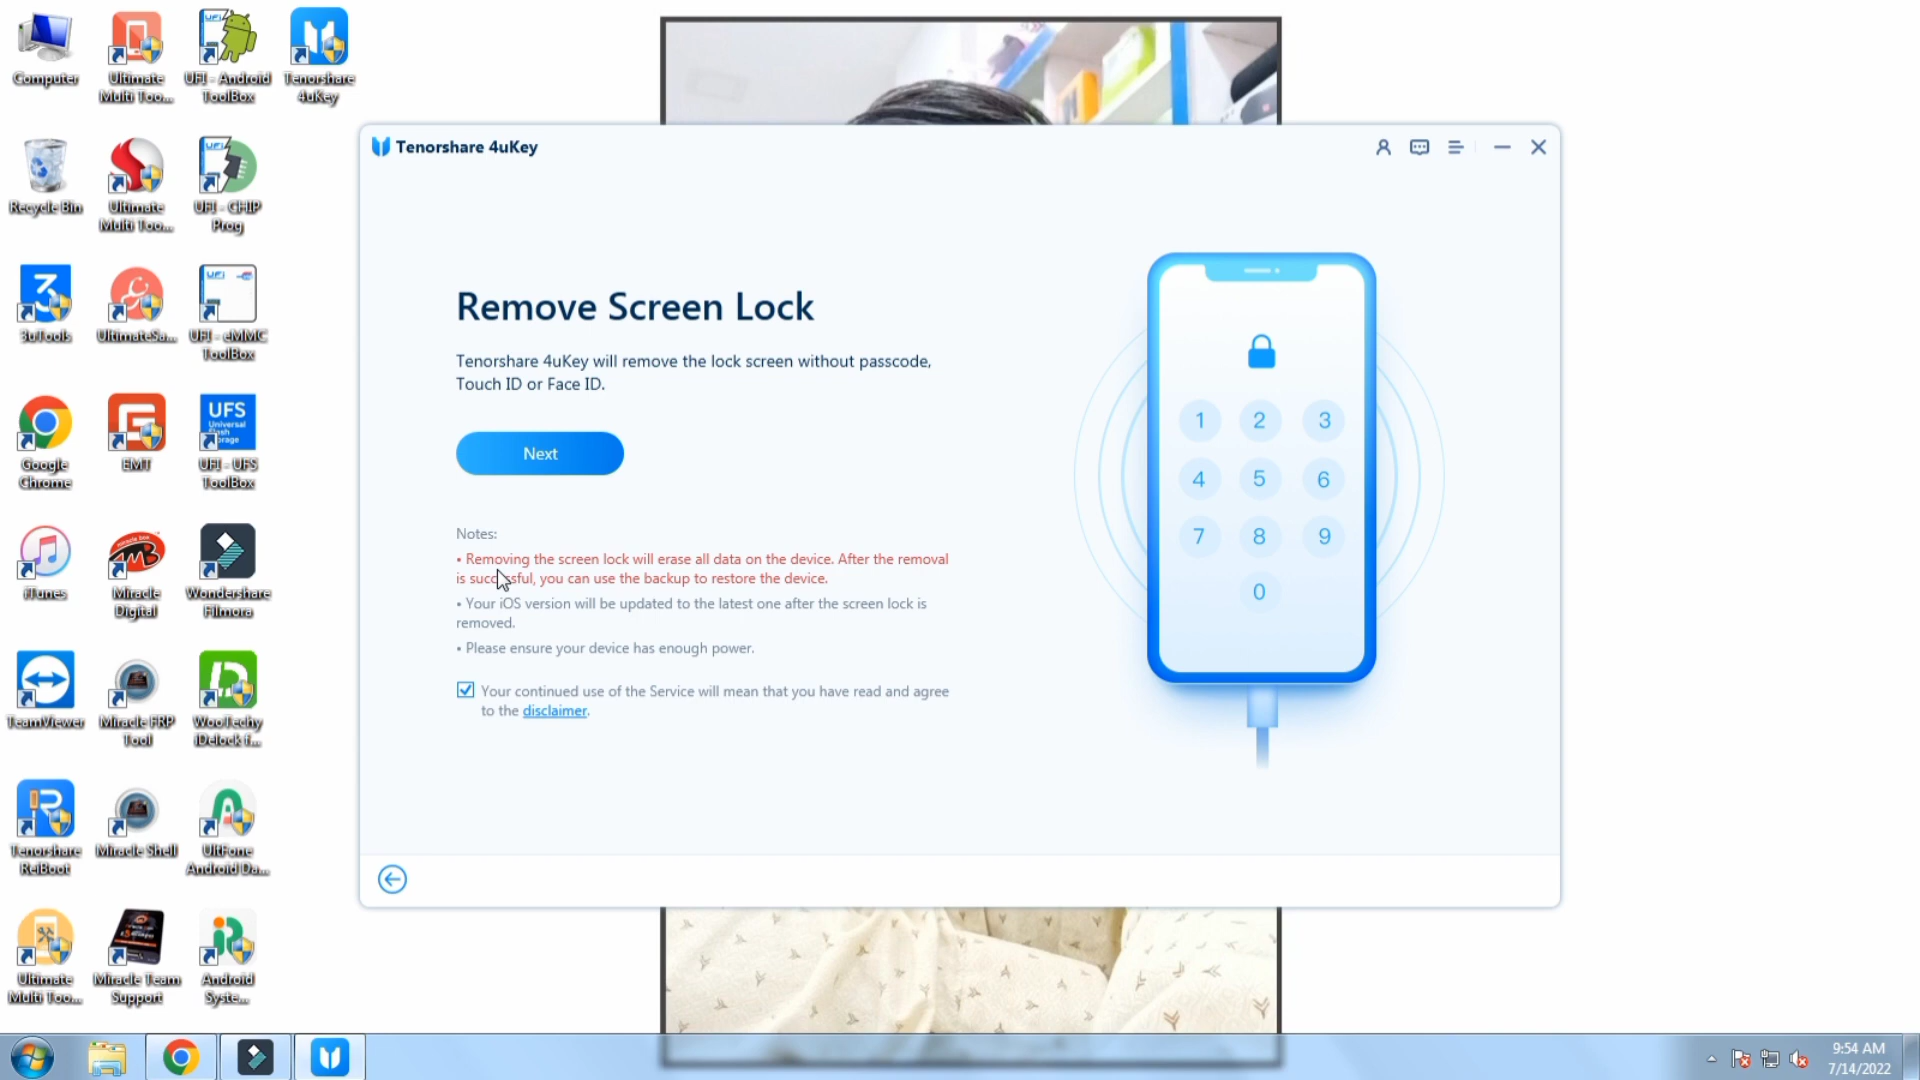 Computer
Ultimate
Multi Too...
UFI - Android
ToolBox
Tenorshare
4uKey
Recycle Bin
Ultimate
Multi Too...
UFI - CHIP
Prog
3uTools
UltimateSa...
UFI - eMMC
ToolBox
Google
Chrome
EMT
UFS
Universal
Flash
Storage
UFI - UFS
ToolBox
iTunes
Miracle
Digital
Wondershare
Filmora
TeamViewer
Miracle FRP
Tool
WooTechy
iDelock i...
Tenorshare
ReiBoot
Miracle Shell
UltFone
Android Da...
Ultimate
Multi Too...
Miracle Team
Support
Android
Syste...
Tenorshare 4uKey
Remove Screen Lock
Tenorshare 4uKey will remove the lock screen without passcode,
Touch ID or Face ID.
Next
Notes:
• Removing the screen lock will erase all data on the device. After the removal
is successful, you can use the backup to restore the device.
• Your iOS version will be updated to the latest one after the screen lock is
removed.
• Please ensure your device has enough power.
Your continued use of the Service will mean that you have read and agree
to the disclaimer.
1 2 3
4 5 6
7 8 9
0
9:54 AM
7/14/2022